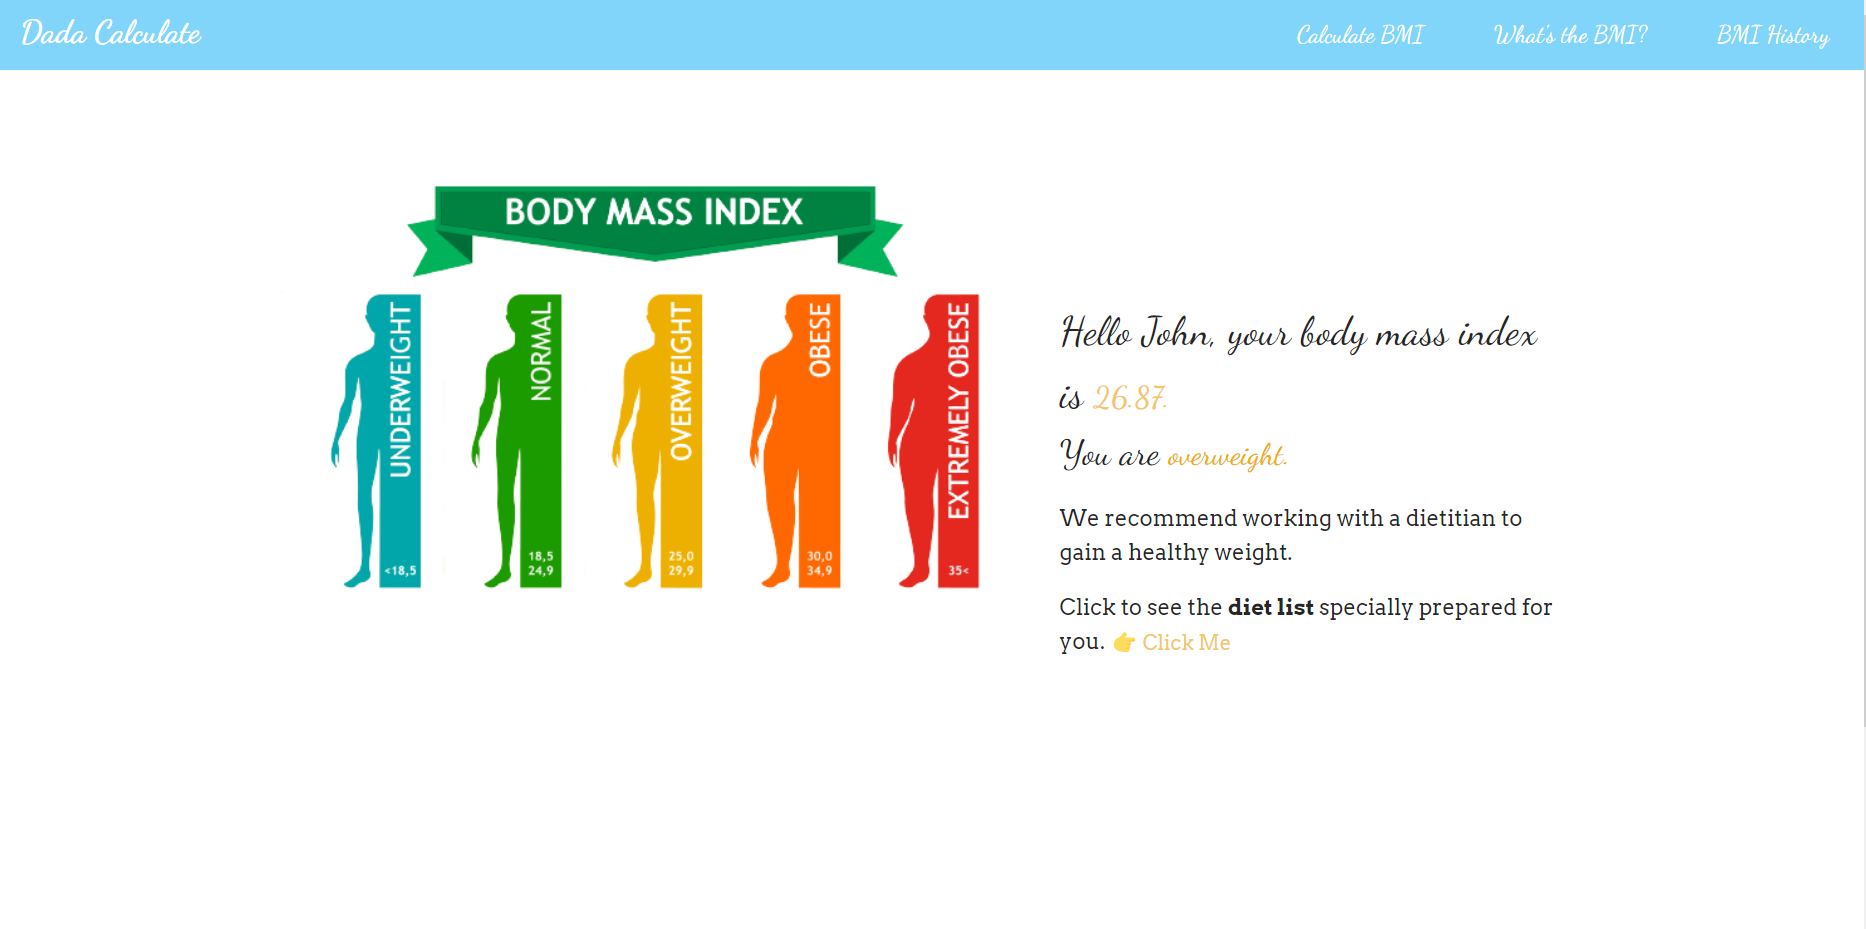 Dada Calculate
Calculate BMI
What's the BMI?
BMI History
BODY MASS INDEX
UNDERWEIGHT
<18,5
NORMAL
18,5
24,9
OVERWEIGHT
25,0
29,9
OBESE
30,0
34,9
EXTREMELY OBESE
35<
Hello John, your body mass index
is 26.87.
You are overweight.
We recommend working with a dietitian to
gain a healthy weight.
Click to see the diet list specially prepared for
you. 👉 Click Me